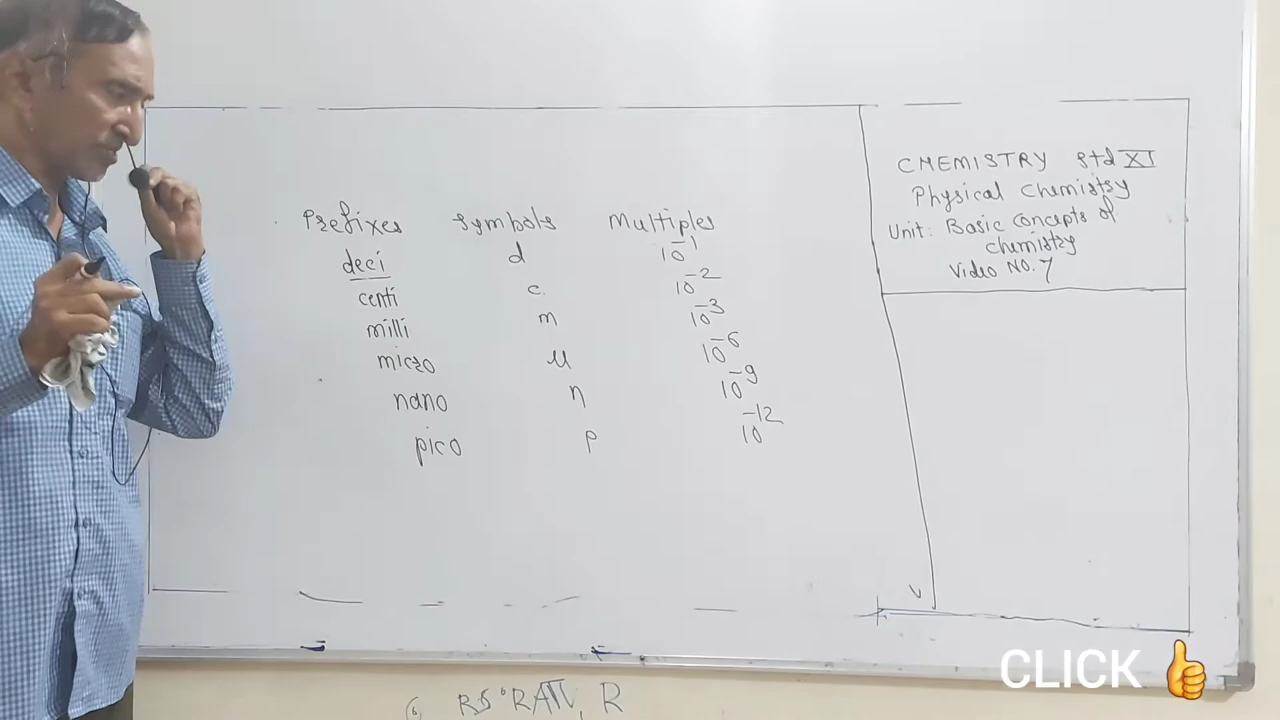 Prefixes symbols Multiples
deci d 10⁻¹
centi c 10⁻²
milli m 10⁻³
micro μ 10⁻⁶
nano n 10⁻⁹
pico p 10⁻¹²
CHEMISTRY std XI
Physical Chemistry
Unit: Basic concepts of
chemistry
Video NO. 7
CLICK 👍